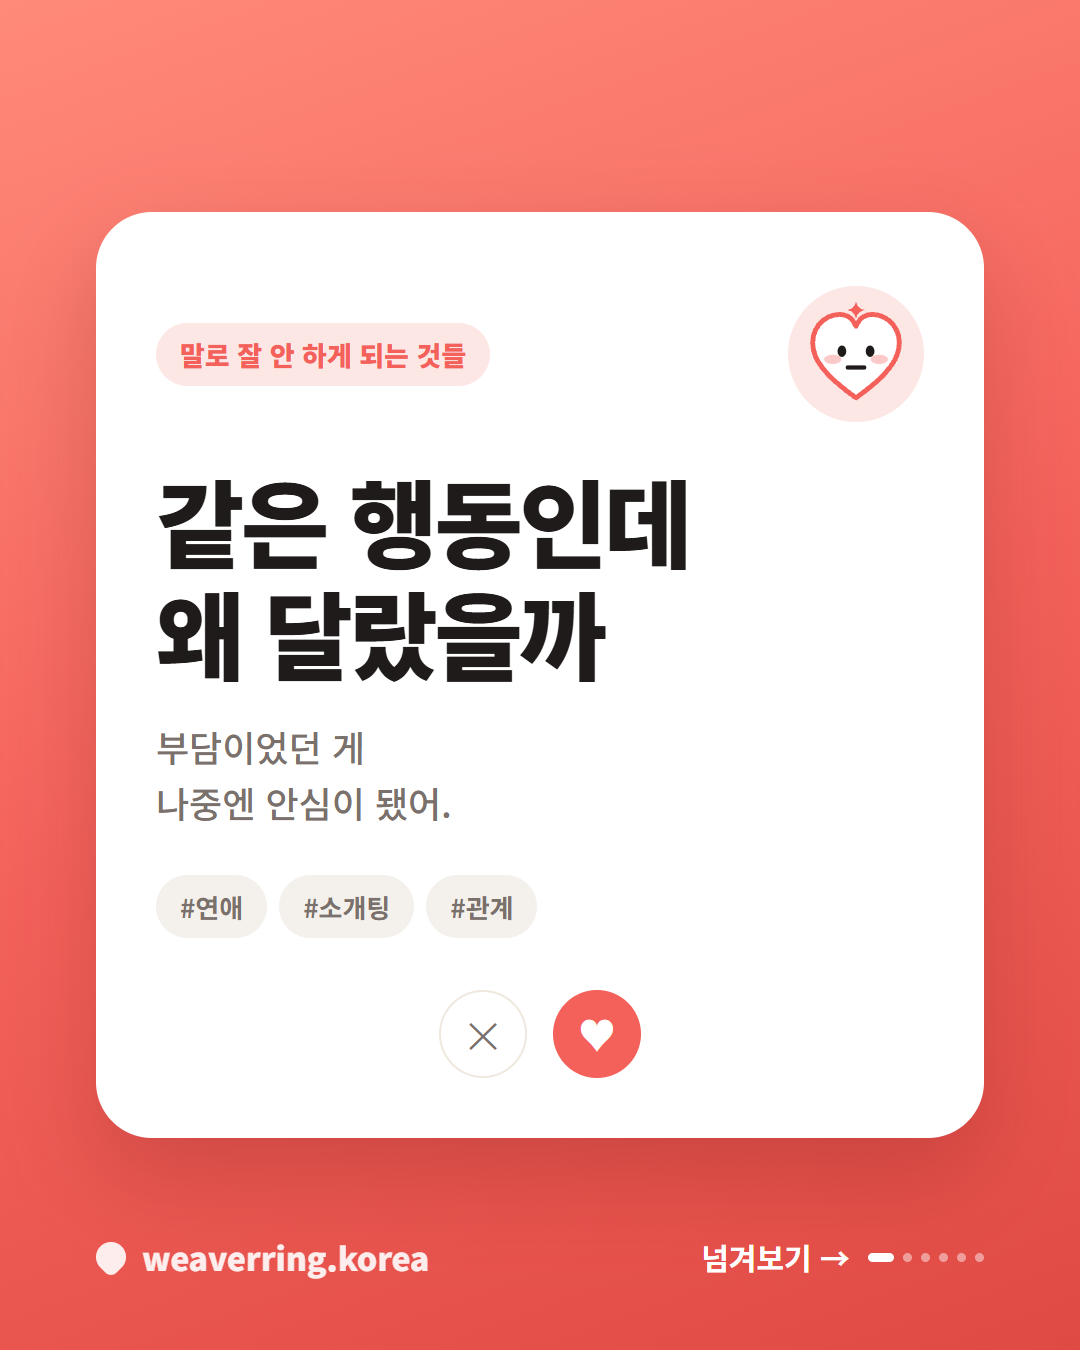 말로 잘 안 하게 되는 것들
같은 행동인데
왜 달랐을까
부담이었던 게
나중엔 안심이 됐어.
#연애 #소개팅 #관계
weaverring.korea
넘겨보기 →